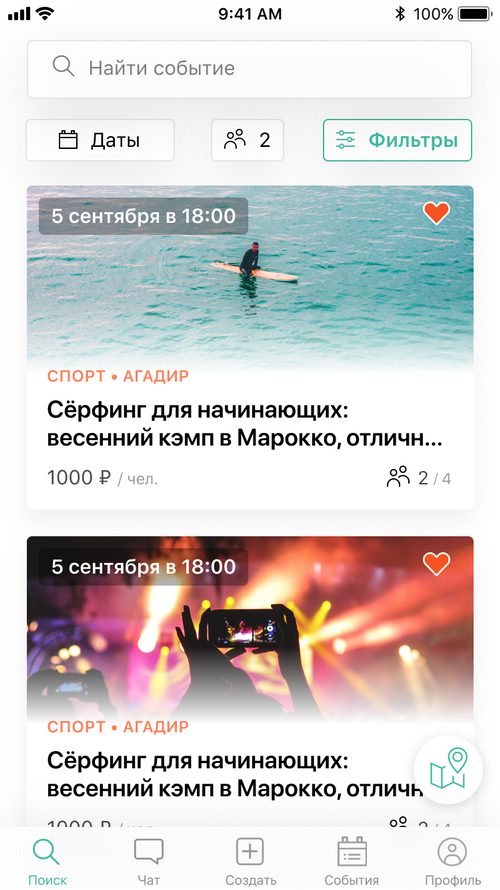 9:41 AM 100%
Найти событие
Даты 2 Фильтры
5 сентября в 18:00
СПОРТ • АГАДИР
Сёрфинг для начинающих:
весенний кэмп в Марокко, отличн...
1000 ₽ / чел. 2 / 4
5 сентября в 18:00
СПОРТ • АГАДИР
Сёрфинг для начинающих:
весенний кэмп в Марокко, отличн
Поиск Чат Создать События Профиль